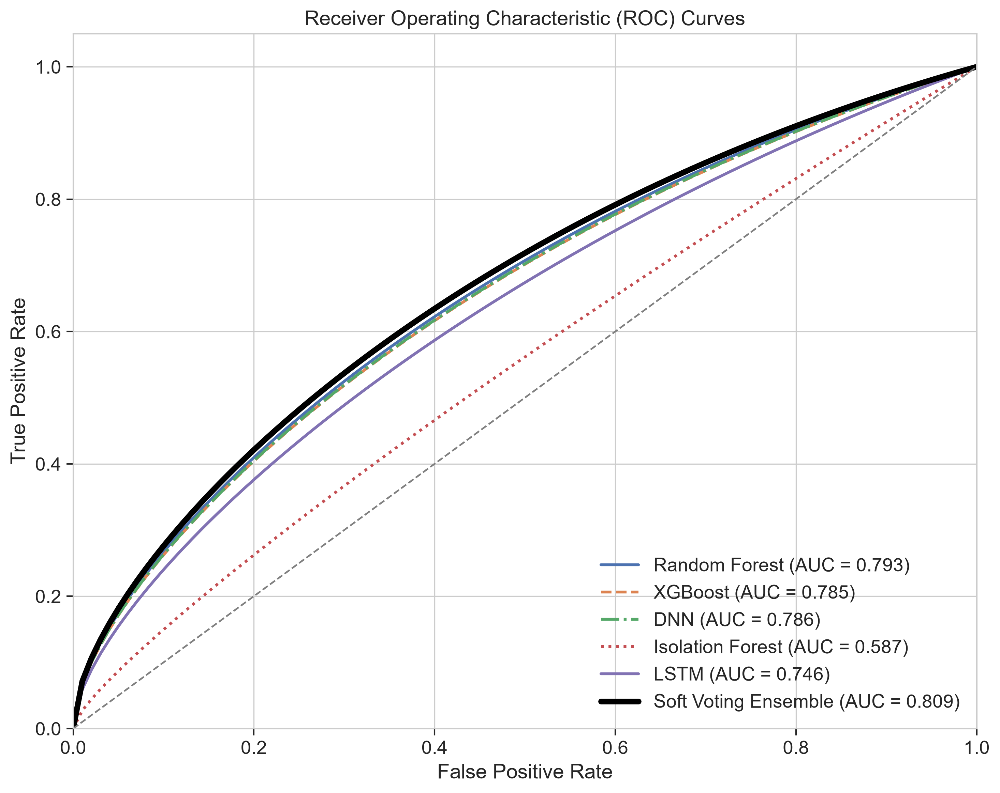 Receiver Operating Characteristic (ROC) Curves
True Positive Rate
1.0
0.8
0.6
0.4
0.2
0.0
Random Forest (AUC = 0.793)
XGBoost (AUC = 0.785)
DNN (AUC = 0.786)
Isolation Forest (AUC = 0.587)
LSTM (AUC = 0.746)
Soft Voting Ensemble (AUC = 0.809)
0.0 0.2 0.4 0.6 0.8 1.0
False Positive Rate